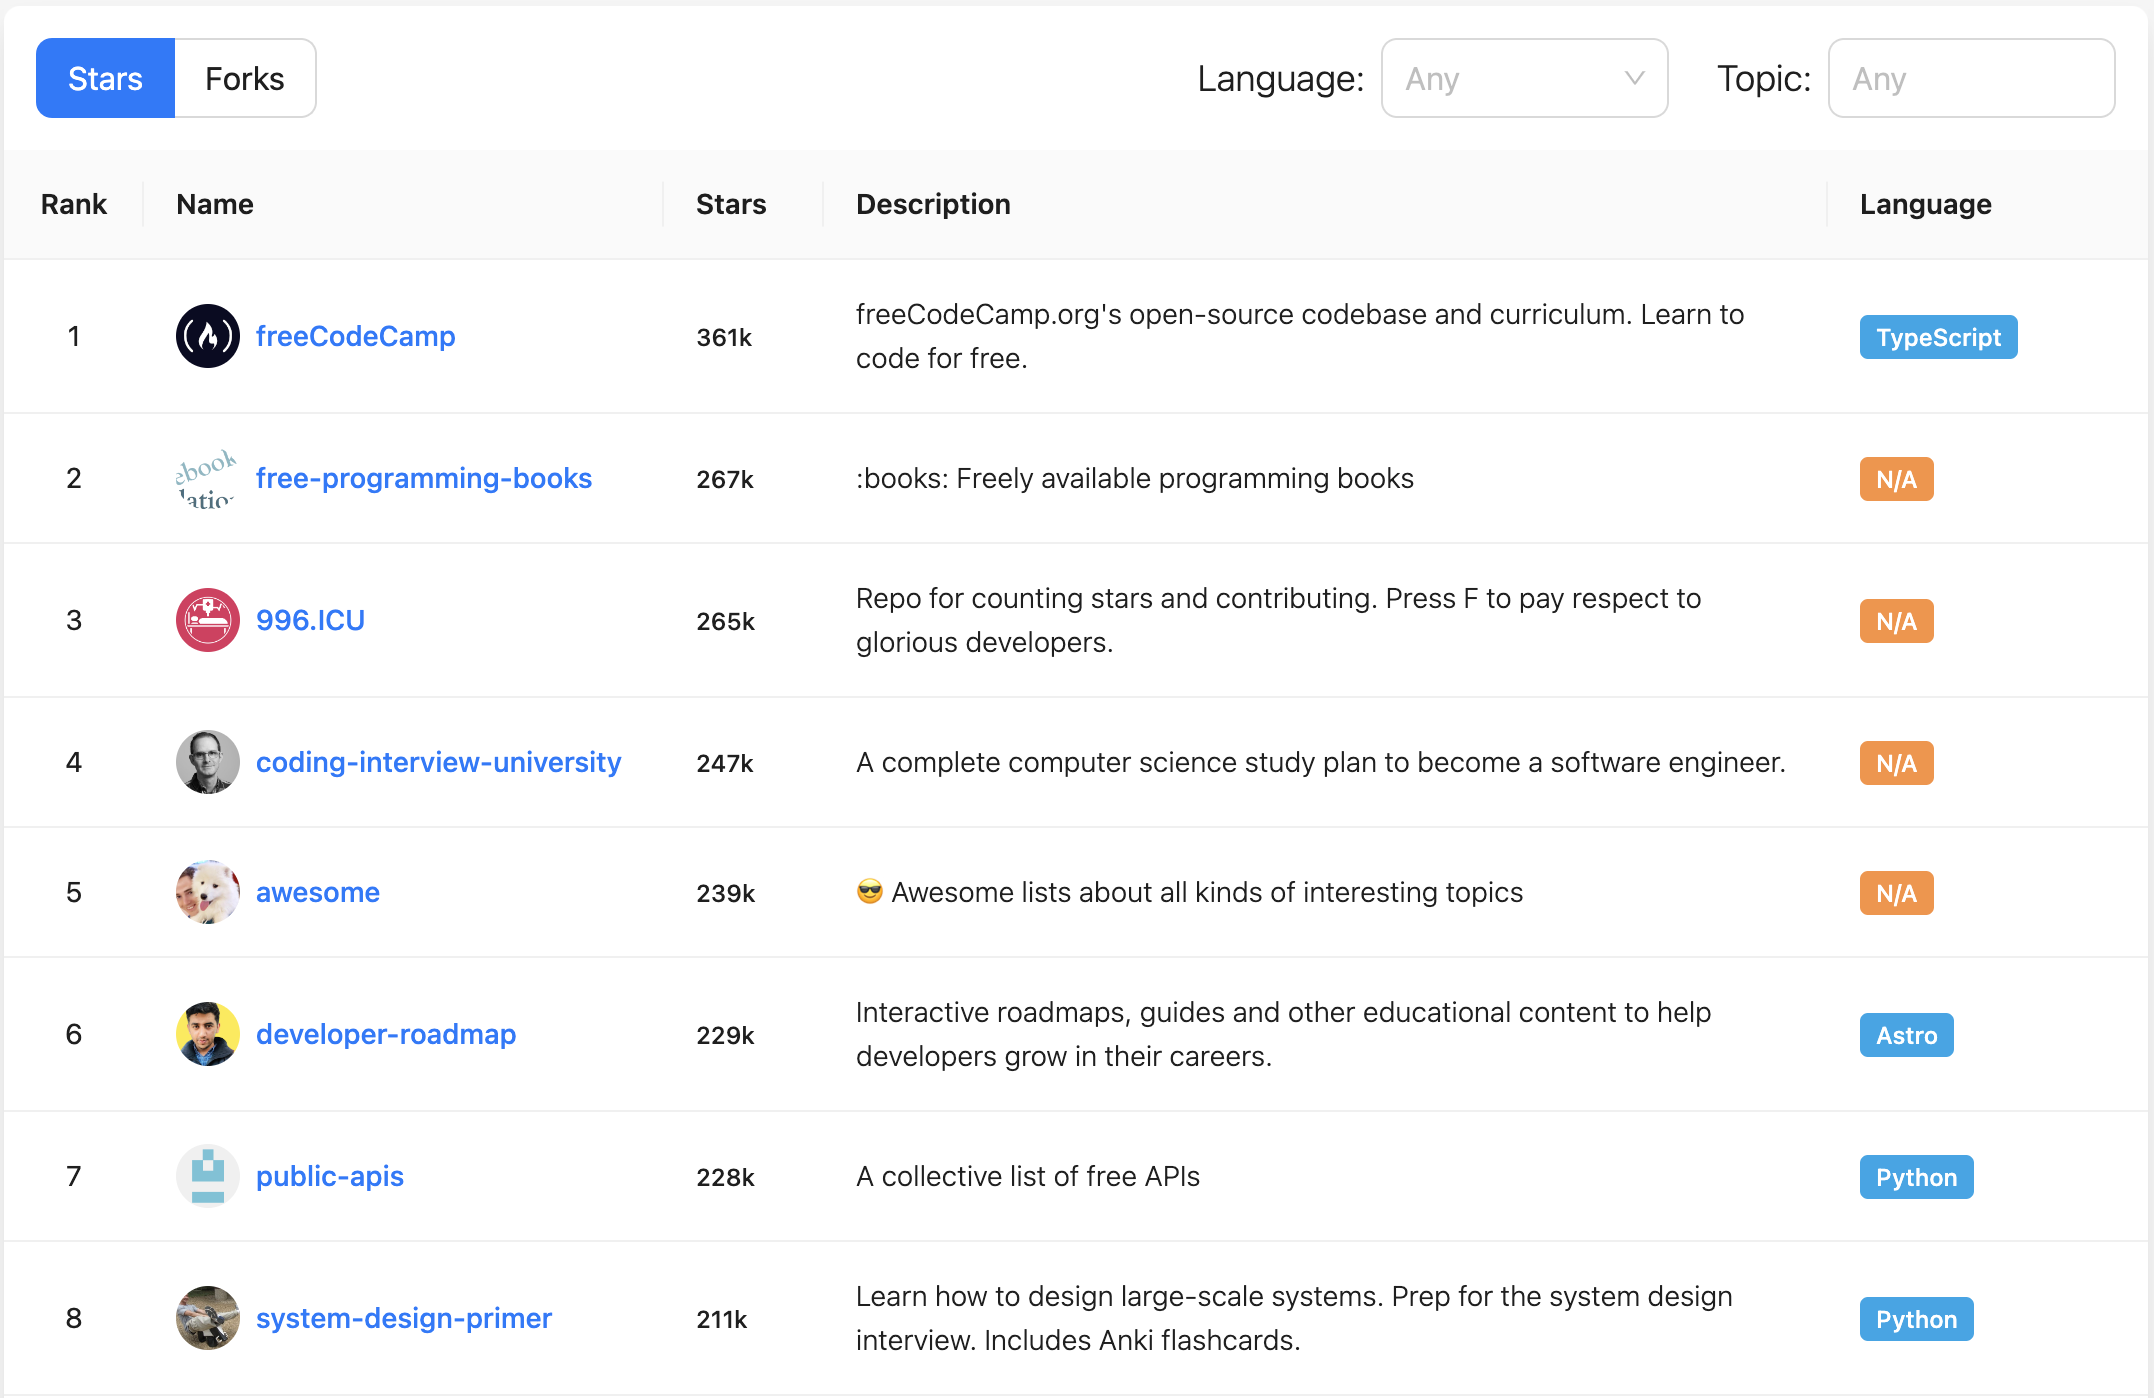 Stars Forks Language: Any Topic: Any
Rank Name Stars Description Language
1 freeCodeCamp 361k freeCodeCamp.org's open-source codebase and curriculum. Learn to
code for free. TypeScript
ebook
latio
2 free-programming-books 267k :books: Freely available programming books N/A
3 996.ICU 265k Repo for counting stars and contributing. Press F to pay respect to
glorious developers. N/A
4 coding-interview-university 247k A complete computer science study plan to become a software engineer. N/A
5 awesome 239k 😎 Awesome lists about all kinds of interesting topics N/A
6 developer-roadmap 229k Interactive roadmaps, guides and other educational content to help
developers grow in their careers. Astro
7 public-apis 228k A collective list of free APIs Python
8 system-design-primer 211k Learn how to design large-scale systems. Prep for the system design
interview. Includes Anki flashcards. Python